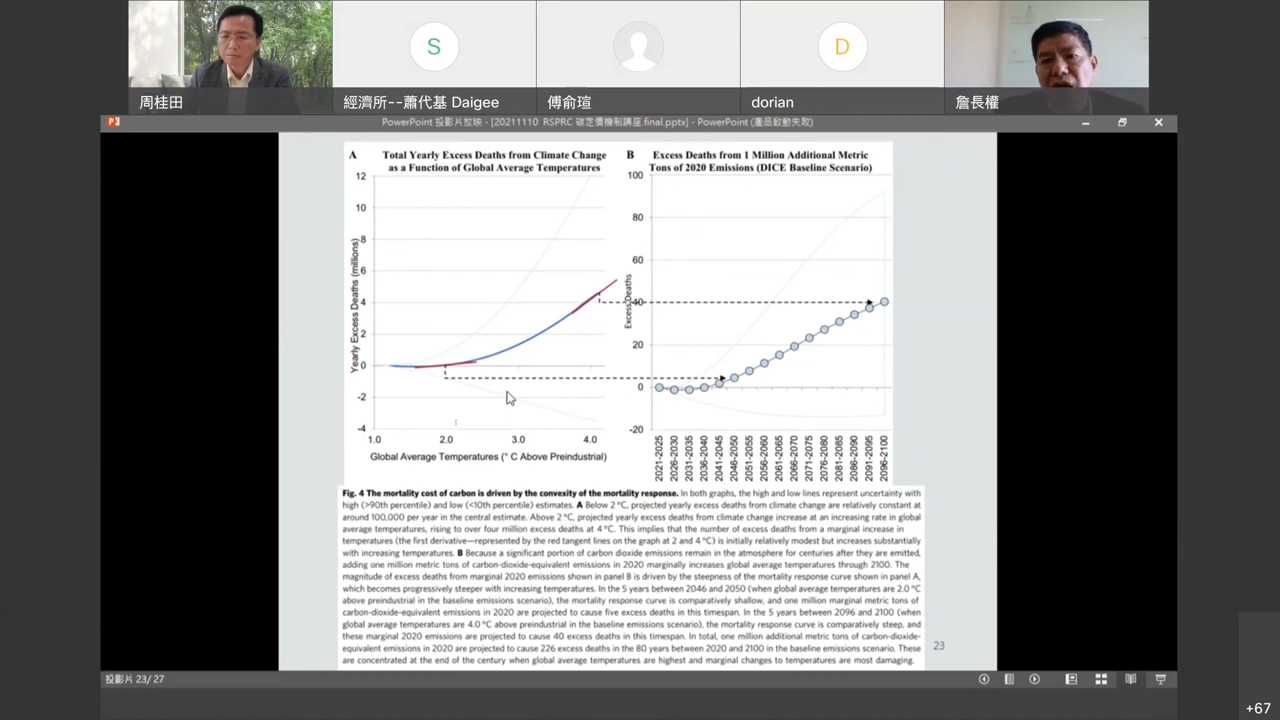 S
D
周桂田
經濟所--蕭代基 Daigee
傅俞瑄
dorian
詹長權
PowerPoint 投影片放映 - [20211110 RSPRC 碳定價機制講座.final.pptx] - PowerPoint (產品啟動失敗)
A
Total Yearly Excess Deaths from Climate Change
as a Function of Global Average Temperatures
Yearly Excess Deaths (millions)
12
10
8
6
4
2
0
-2
-4
1.0 2.0 3.0 4.0
Global Average Temperatures (° C Above Preindustrial)
B
Excess Deaths from 1 Million Additional Metric
Tons of 2020 Emissions (DICE Baseline Scenario)
Excess Deaths
100
80
60
40
20
0
-20
2021-2025
2026-2030
2031-2035
2036-2040
2041-2045
2046-2050
2051-2055
2056-2060
2061-2065
2066-2070
2071-2075
2076-2080
2081-2085
2086-2090
2091-2095
2096-2100
Fig. 4 The mortality cost of carbon is driven by the convexity of the mortality response. In both graphs, the high and low lines represent uncertainty with
high (>90th percentile) and low (<10th percentile) estimates. A Below 2 °C, projected yearly excess deaths from climate change are relatively constant at
around 100,000 per year in the central estimate. Above 2 °C, projected yearly excess deaths from climate change increase at an increasing rate in global
average temperatures, rising to over four million excess deaths at 4 °C. This implies that the number of excess deaths from a marginal increase in
temperatures (the first derivative—represented by the red tangent lines on the graph at 2 and 4 °C) is initially relatively modest but increases substantially
with increasing temperatures. B Because a significant portion of carbon dioxide emissions remain in the atmosphere for centuries after they are emitted,
adding one million metric tons of carbon-dioxide-equivalent emissions in 2020 marginally increases global average temperatures through 2100. The
magnitude of excess deaths from marginal 2020 emissions shown in panel B is driven by the steepness of the mortality response curve shown in panel A,
which becomes progressively steeper with increasing temperatures. In the 5 years between 2046 and 2050 (when global average temperatures are 2.0 °C
above preindustrial in the baseline emissions scenario), the mortality response curve is comparatively shallow, and one million marginal metric tons of
carbon-dioxide-equivalent emissions in 2020 are projected to cause five excess deaths in this timespan. In the 5 years between 2096 and 2100 (when
global average temperatures are 4.0 °C above preindustrial in the baseline emissions scenario), the mortality response curve is comparatively steep, and
these marginal 2020 emissions are projected to cause 40 excess deaths in this timespan. In total, one million additional metric tons of carbon-dioxide-
equivalent emissions in 2020 are projected to cause 226 excess deaths in the 80 years between 2020 and 2100 in the baseline emissions scenario. These
are concentrated at the end of the century when global average temperatures are highest and marginal changes to temperatures are most damaging.
23
投影片 23/ 27
+67